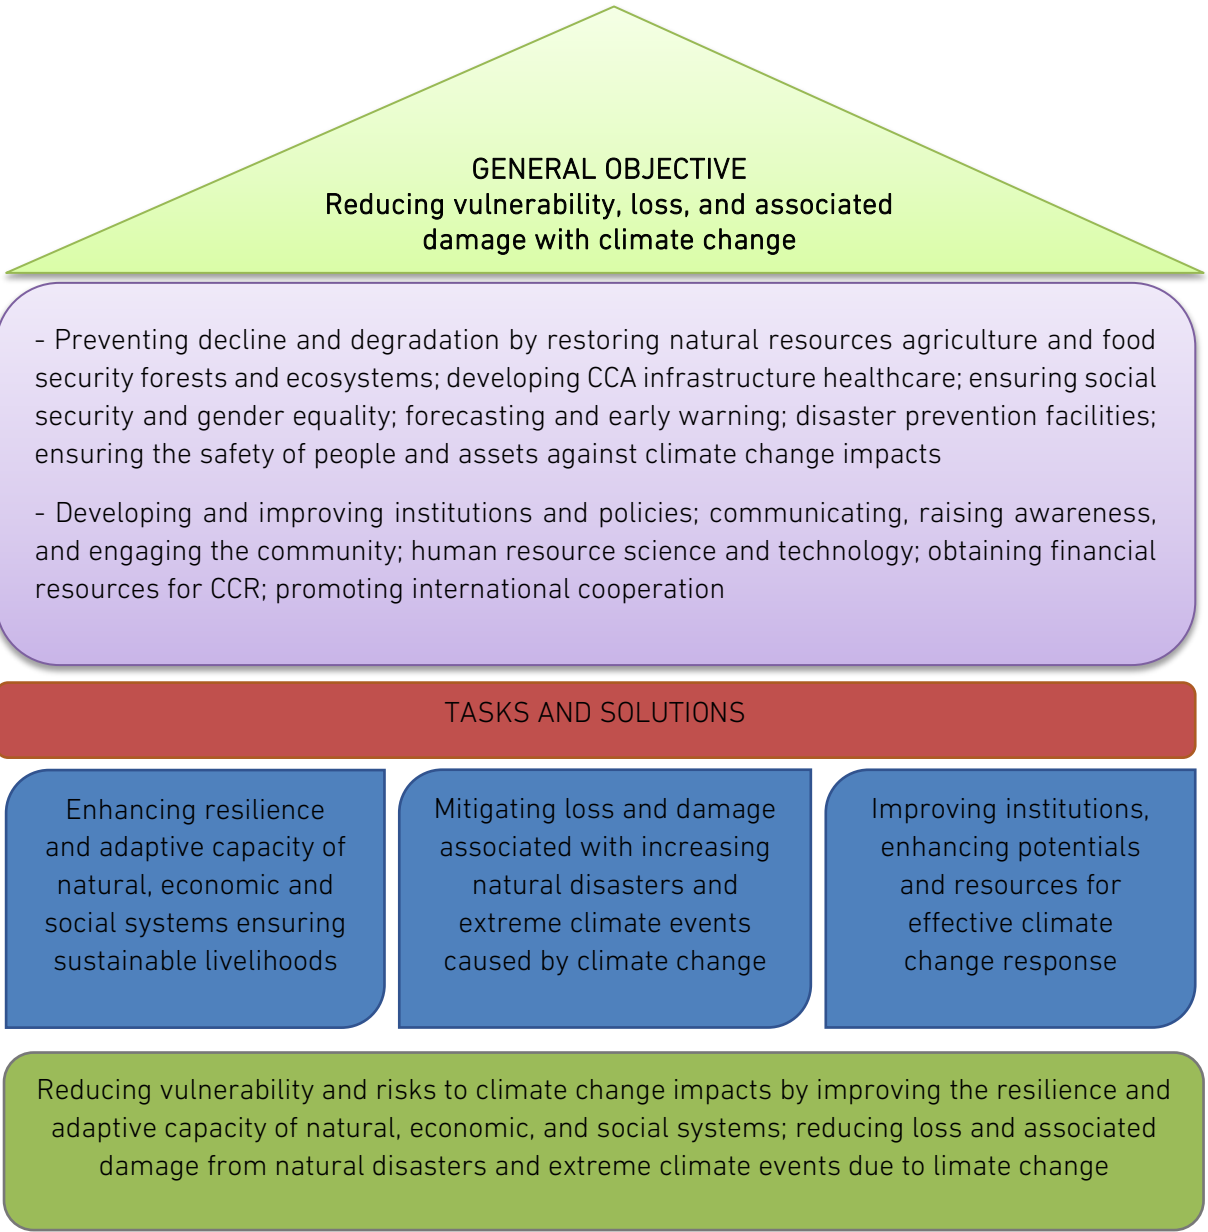 GENERAL OBJECTIVE
Reducing vulnerability, loss, and associated
damage with climate change
- Preventing decline and degradation by restoring natural resources agriculture and food
security forests and ecosystems; developing CCA infrastructure healthcare; ensuring social
security and gender equality; forecasting and early warning; disaster prevention facilities;
ensuring the safety of people and assets against climate change impacts
- Developing and improving institutions and policies; communicating, raising awareness,
and engaging the community; human resource science and technology; obtaining financial
resources for CCR; promoting international cooperation
TASKS AND SOLUTIONS
Enhancing resilience
and adaptive capacity of
natural, economic and
social systems ensuring
sustainable livelihoods
Mitigating loss and damage
associated with increasing
natural disasters and
extreme climate events
caused by climate change
Improving institutions,
enhancing potentials
and resources for
effective climate
change response
Reducing vulnerability and risks to climate change impacts by improving the resilience and
adaptive capacity of natural, economic, and social systems; reducing loss and associated
damage from natural disasters and extreme climate events due to limate change